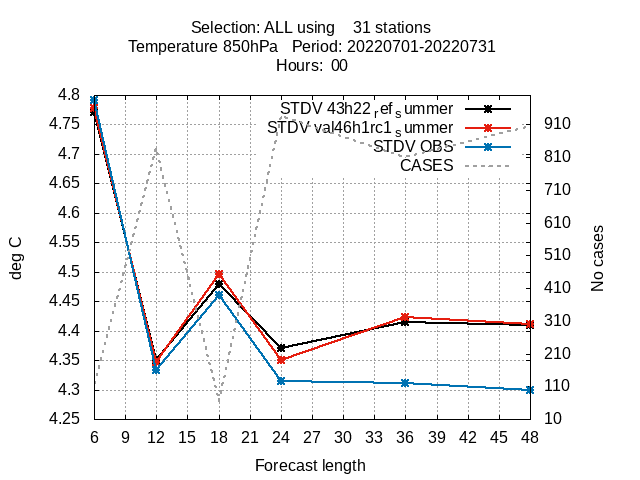 Selection: ALL using    31 stations
Temperature 850hPa   Period: 20220701-20220731
Hours:  00
STDV 43h22_ref_summer
STDV val46h1rc1_summer
STDV OBS
CASES
4.8
4.75
4.7
4.65
4.6
4.55
4.5
4.45
4.4
4.35
4.3
4.25
deg C
910
810
710
610
510
410
310
210
110
10
No cases
6 9 12 15 18 21 24 27 30 33 36 39 42 45 48
Forecast length